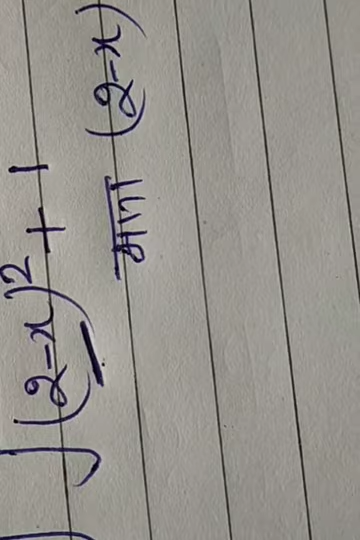 ∫(2-x)² + 1
माना (2-x)